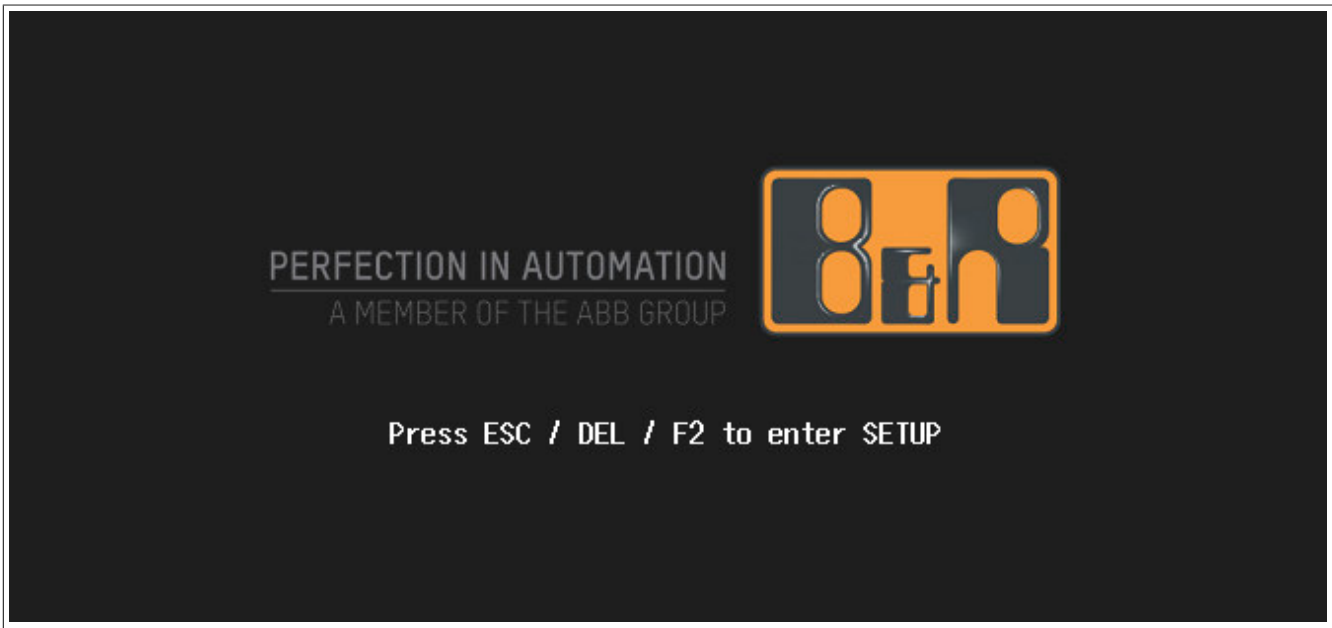 PERFECTION IN AUTOMATION
A MEMBER OF THE ABB GROUP
B&R
Press ESC / DEL / F2 to enter SETUP